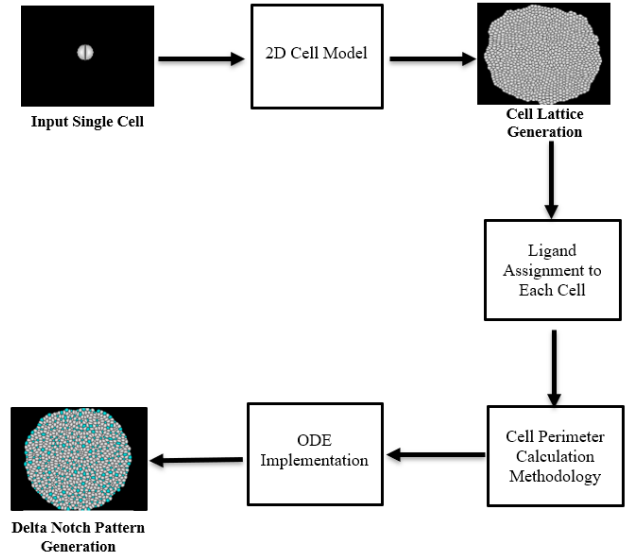 Input Single Cell
2D Cell Model
Cell Lattice
Generation
Ligand
Assignment to
Each Cell
Cell Perimeter
Calculation
Methodology
ODE
Implementation
Delta Notch Pattern
Generation